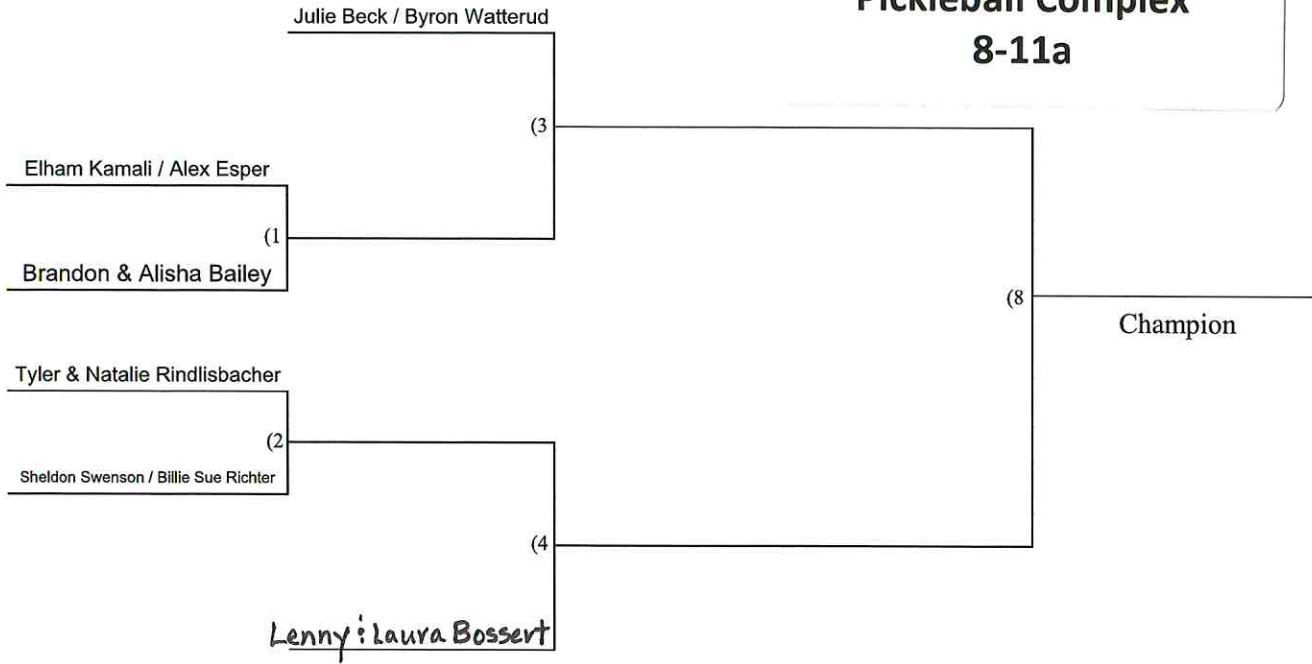 Pickleball Complex
8-11a
Julie Beck / Byron Watterud
(3
Elham Kamali / Alex Esper
(1
Brandon & Alisha Bailey
(8
Champion
Tyler & Natalie Rindlisbacher
(2
Sheldon Swenson / Billie Sue Richter
(4
Lenny & Laura Bossert